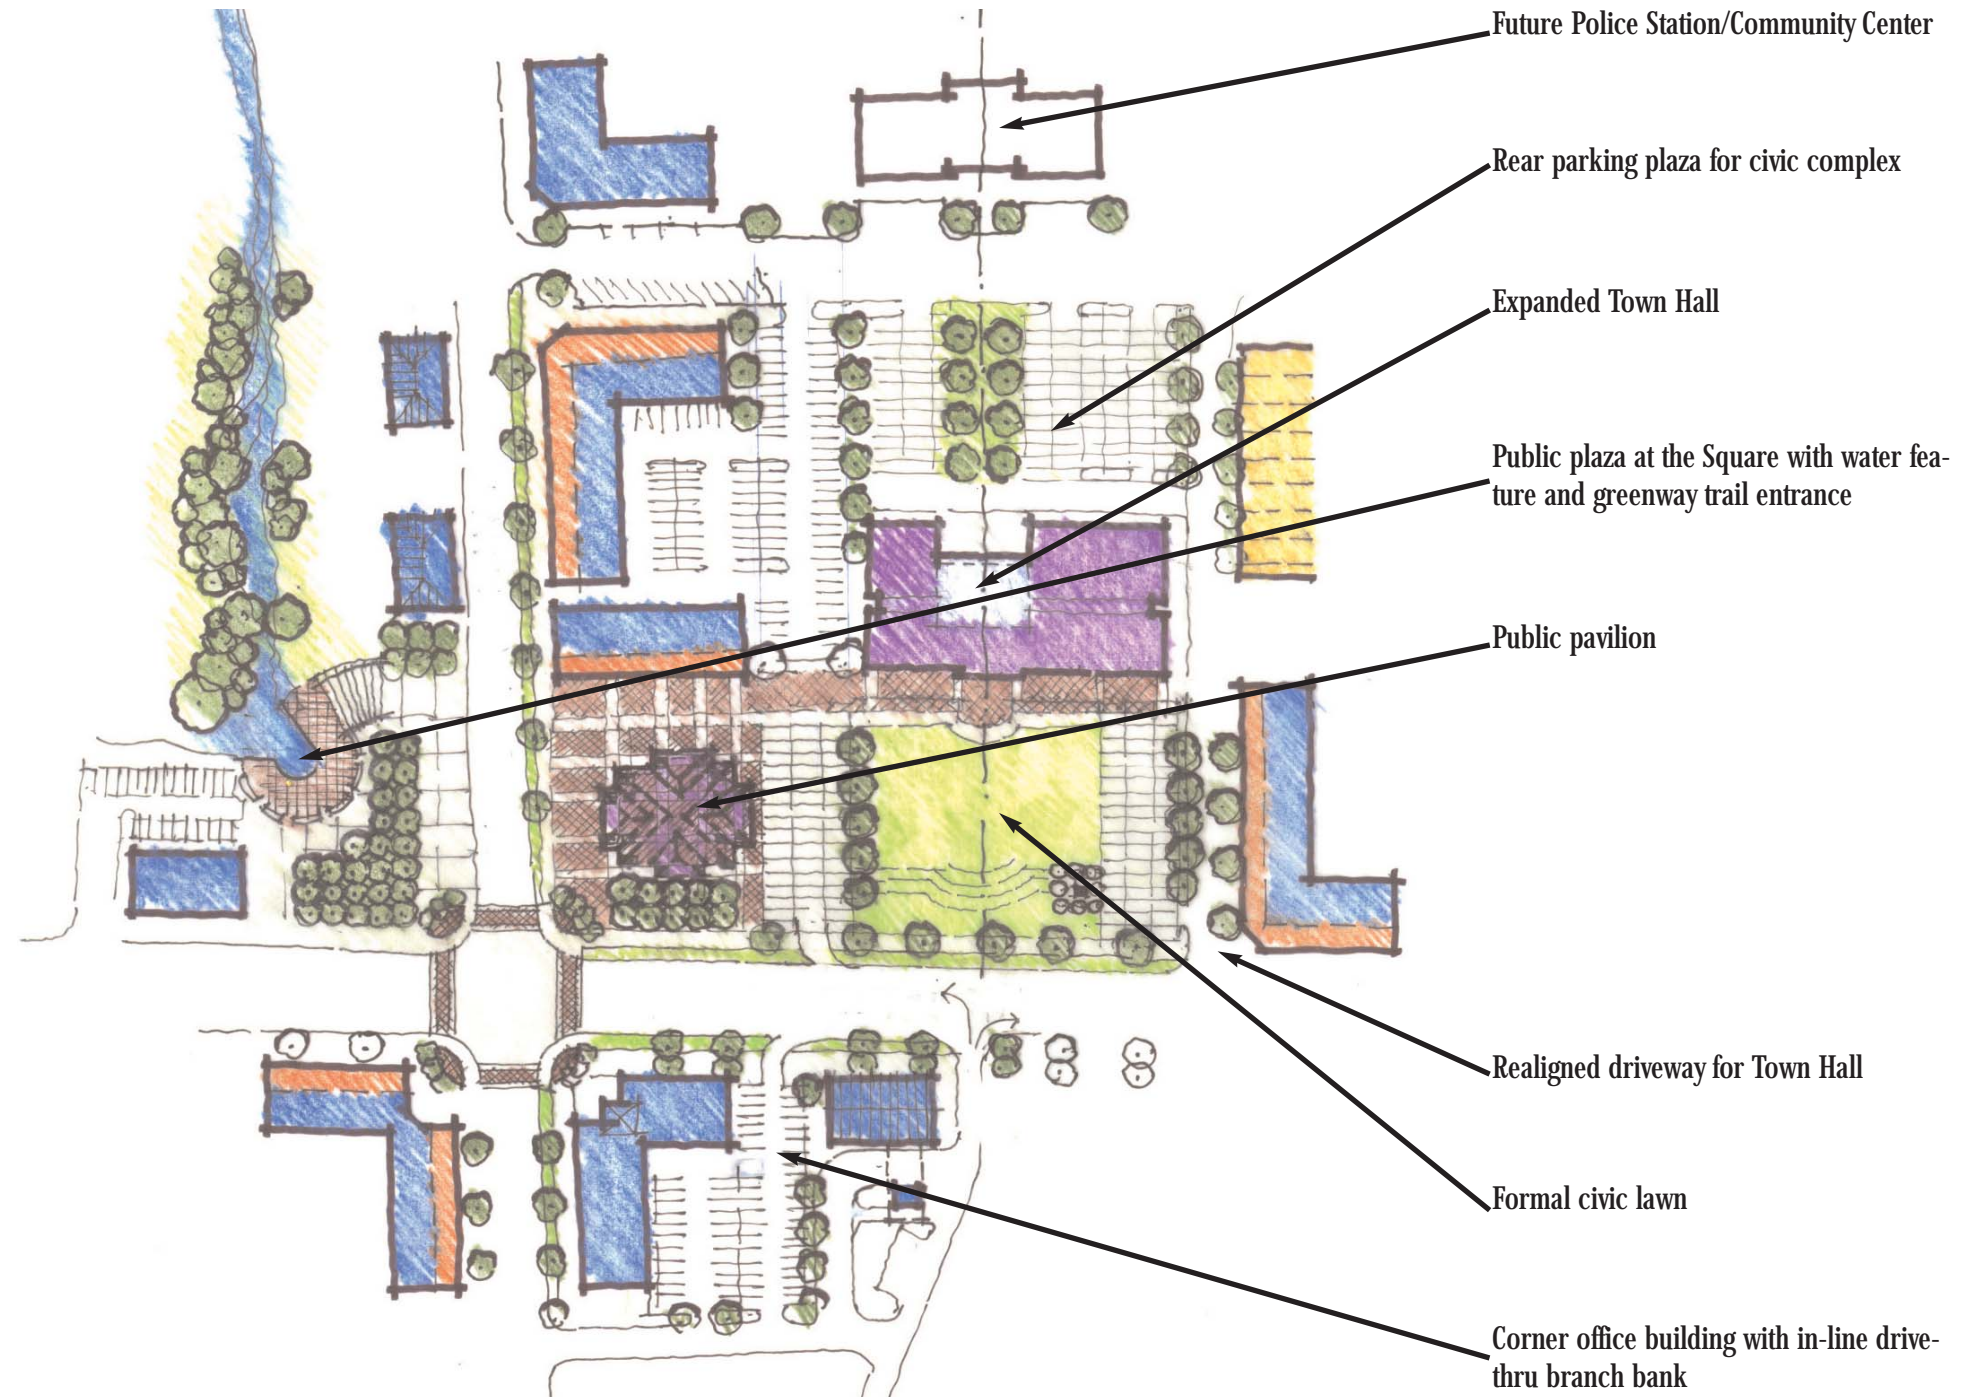 Future Police Station/Community Center
Rear parking plaza for civic complex
Expanded Town Hall
Public plaza at the Square with water fea-
ture and greenway trail entrance
Public pavilion
Realigned driveway for Town Hall
Formal civic lawn
Corner office building with in-line drive-
thru branch bank